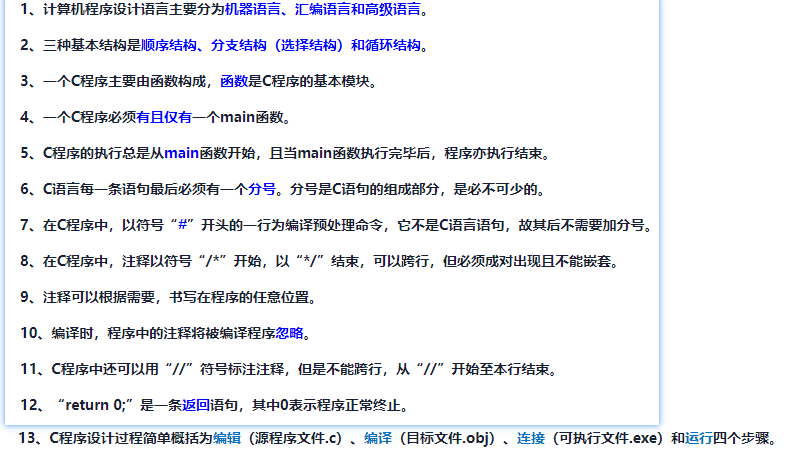 1、计算机程序设计语言主要分为机器语言、汇编语言和高级语言。
2、三种基本结构是顺序结构、分支结构（选择结构）和循环结构。
3、一个C程序主要由函数构成，函数是C程序的基本模块。
4、一个C程序必须有且仅有一个main函数。
5、C程序的执行总是从main函数开始，且当main函数执行完毕后，程序亦执行结束。
6、C语言每一条语句最后必须有一个分号。分号是C语句的组成部分，是必不可少的。
7、在C程序中，以符号“#”开头的一行为编译预处理命令，它不是C语言语句，故其后不需要加分号。
8、在C程序中，注释以符号“/*”开始，以“*/”结束，可以跨行，但必须成对出现且不能嵌套。
9、注释可以根据需要，书写在程序的任意位置。
10、编译时，程序中的注释将被编译程序忽略。
11、C程序中还可以用“//”符号标注注释，但是不能跨行，从“//”开始至本行结束。
12、“return 0;”是一条返回语句，其中0表示程序正常终止。
13、C程序设计过程简单概括为编辑（源程序文件.c）、编译（目标文件.obj）、连接（可执行文件.exe）和运行四个步骤。